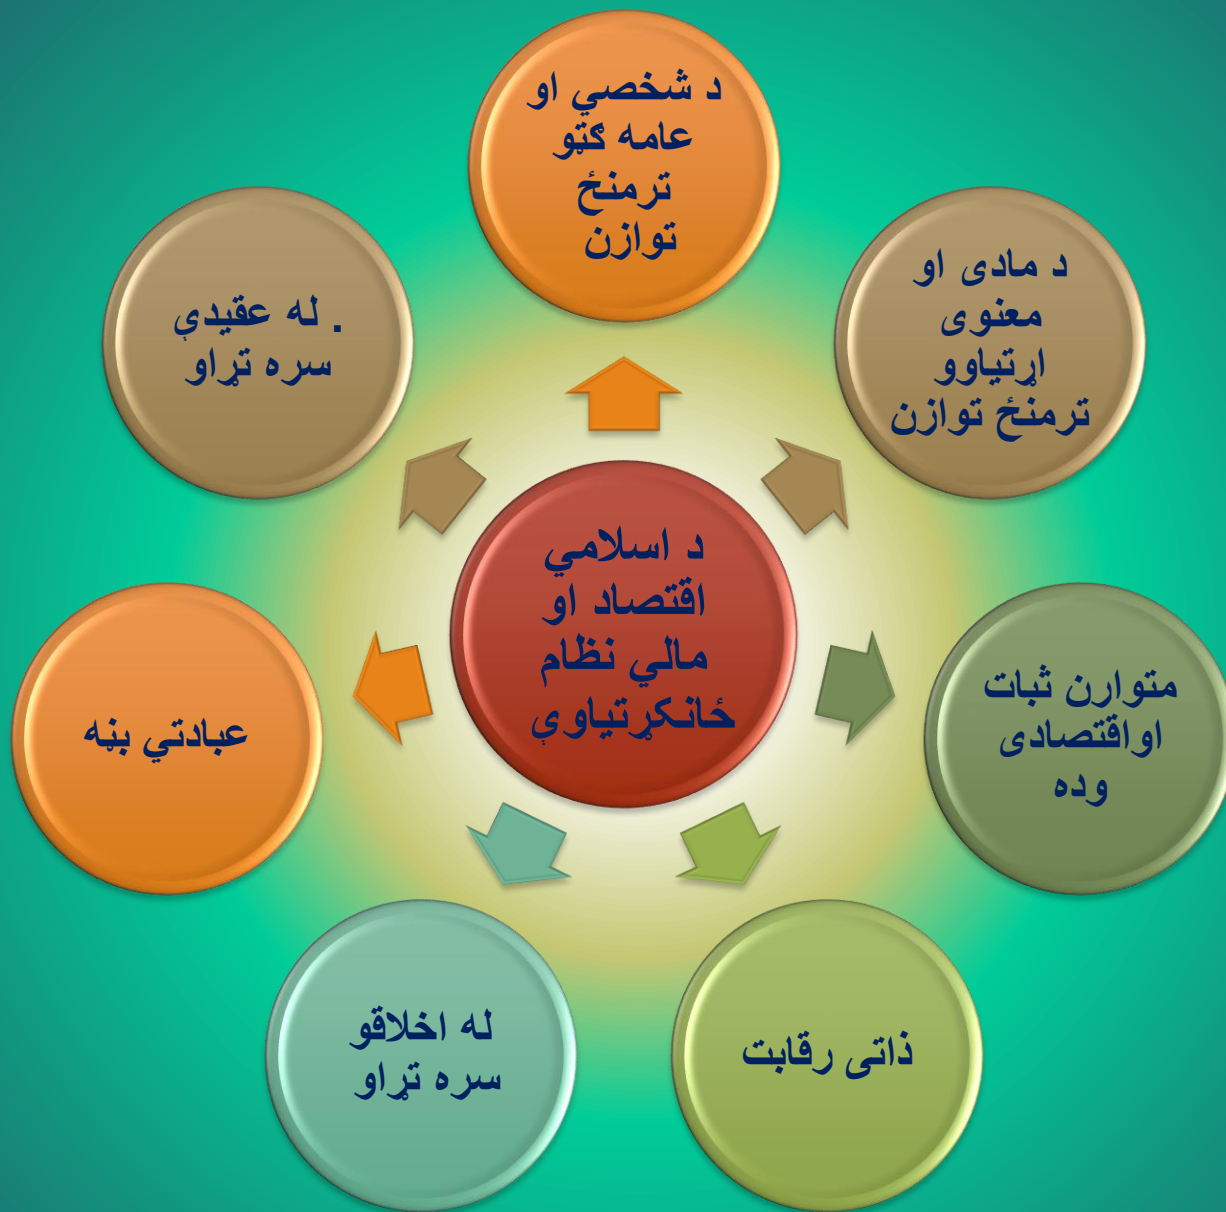 د شخصي او
عامه ګټو
ترمنځ
توازن
د مادی او
معنوی
اړتیاوو
ترمنځ توازن
. له عقیدې
سره تړاو
د اسلامي
اقتصاد او
مالي نظام
ځانګړتیاوې
متوارن ثبات
اواقتصادی
وده
عبادتي بڼه
ذاتی رقابت
له اخلاقو
سره تړاو